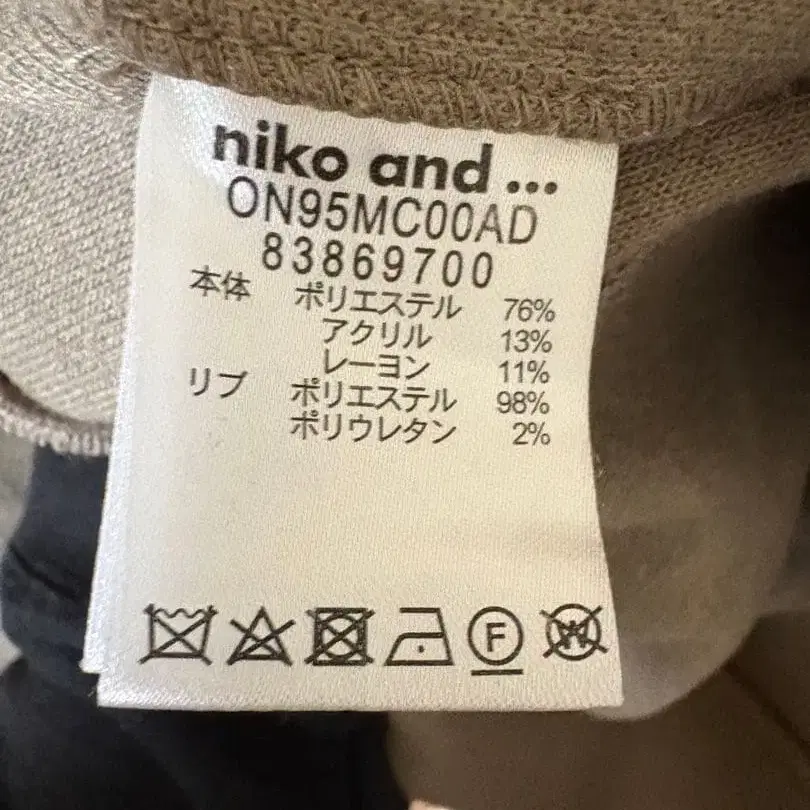 niko and ...
ON95MC00AD
83869700
本体 ポリエステル 76%
アクリル 13%
レーヨン 11%
リブ ポリエステル 98%
ポリウレタン 2%
F W